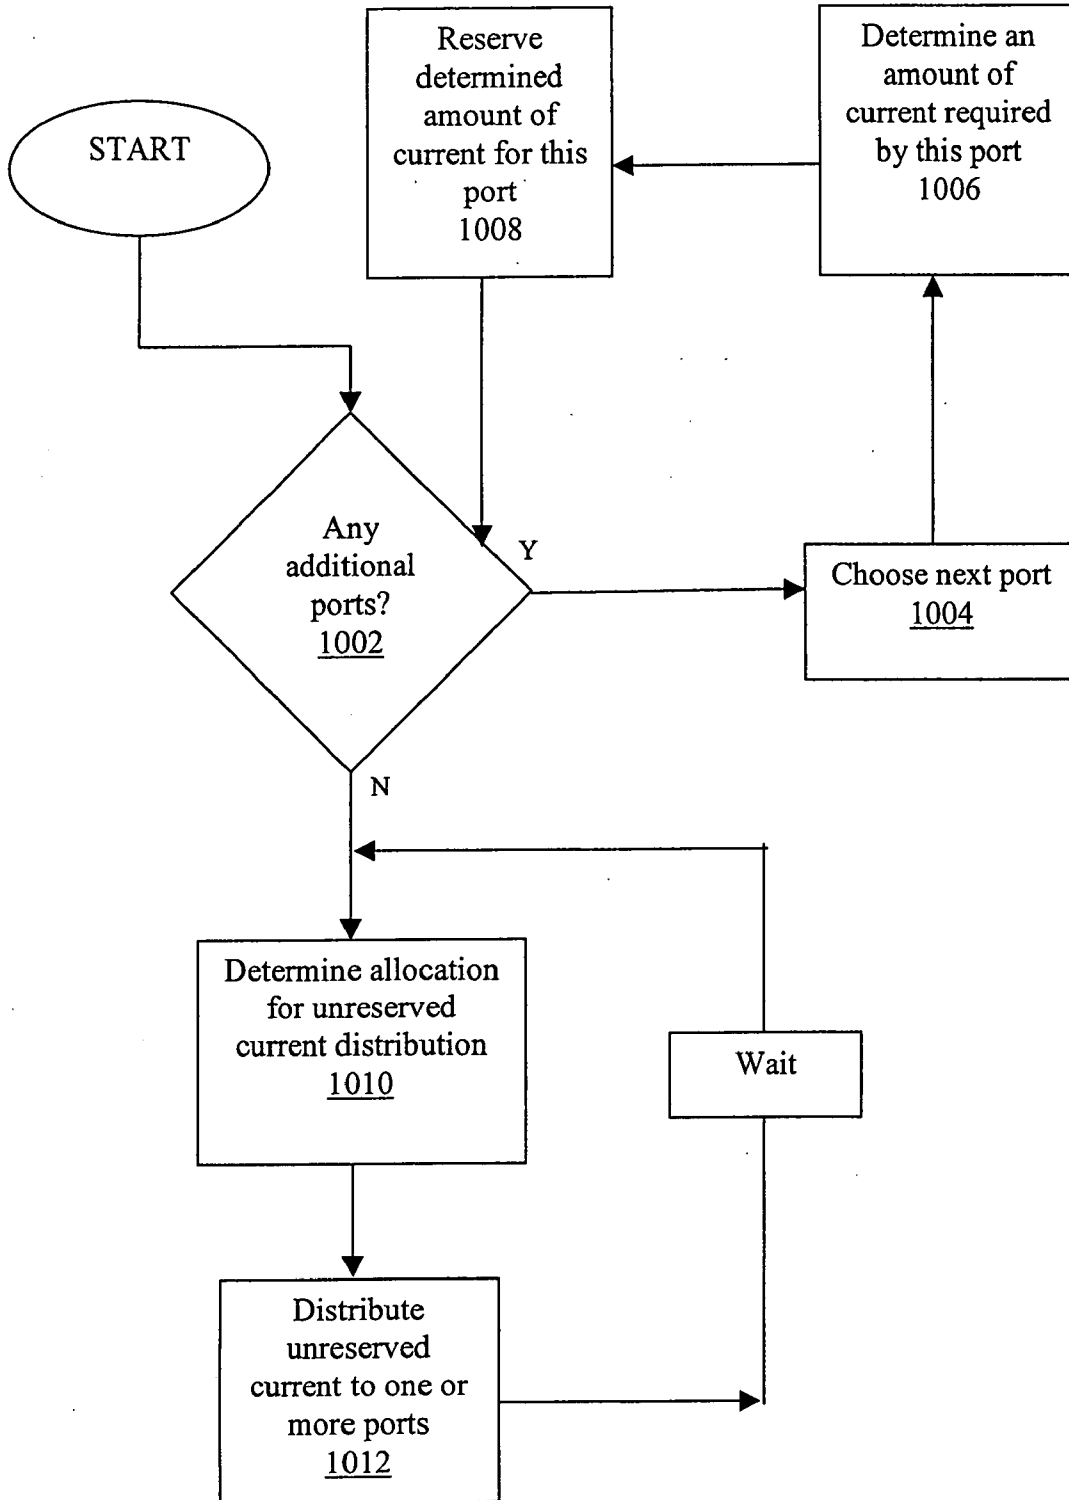 START
Reserve
determined
amount of
current for this
port
1008
Determine an
amount of
current required
by this port
1006
Any
additional
ports?
1002
Y
Choose next port
1004
N
Determine allocation
for unreserved
current distribution
1010
Wait
Distribute
unreserved
current to one or
more ports
1012